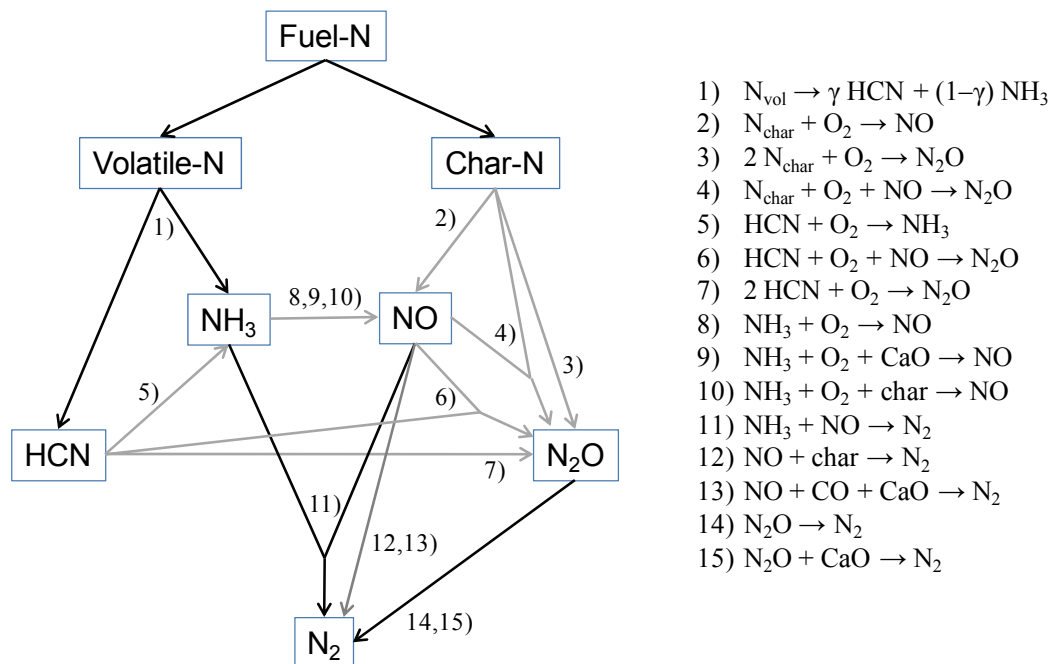 Fuel-N
Volatile-N
Char-N
1)
2)
NH₃
8,9,10)
NO
4)
3)
5)
6)
HCN
7)
N₂O
11)
12,13)
14,15)
N₂
1) N_vol → γ HCN + (1–γ) NH₃
2) N_char + O₂ → NO
3) 2 N_char + O₂ → N₂O
4) N_char + O₂ + NO → N₂O
5) HCN + O₂ → NH₃
6) HCN + O₂ + NO → N₂O
7) 2 HCN + O₂ → N₂O
8) NH₃ + O₂ → NO
9) NH₃ + O₂ + CaO → NO
10) NH₃ + O₂ + char → NO
11) NH₃ + NO → N₂
12) NO + char → N₂
13) NO + CO + CaO → N₂
14) N₂O → N₂
15) N₂O + CaO → N₂